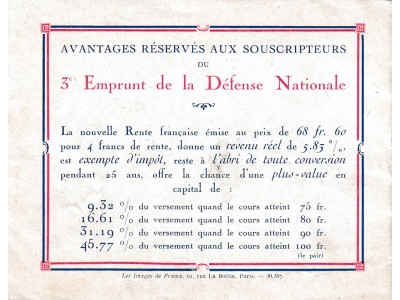 AVANTAGES RÉSERVÉS AUX SOUSCRIPTEURS
DU
3e Emprunt de la Défense Nationale
La nouvelle Rente française émise au prix de 68 fr. 60
pour 4 francs de rente, donne un revenu réel de 5.83 %,
est exempte d'impôt, reste à l'abri de toute conversion
pendant 25 ans, offre la chance d'une plus-value en
capital de :
9.32 % du versement quand le cours atteint 75 fr.
16.61 % du versement quand le cours atteint 80 fr.
31.19 % du versement quand le cours atteint 90 fr.
45.77 % du versement quand le cours atteint 100 fr.
(le pair)
Les Images de France, 19, rue La Boëtie, Paris. — 30.387.